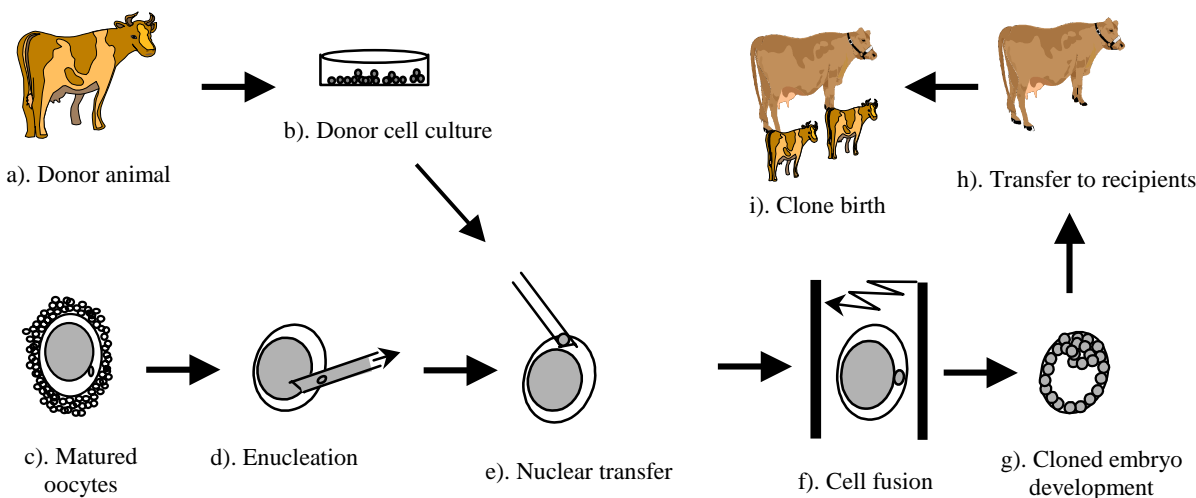 a). Donor animal
b). Donor cell culture
c). Matured
oocytes
d). Enucleation
e). Nuclear transfer
f). Cell fusion
g). Cloned embryo
development
h). Transfer to recipients
i). Clone birth